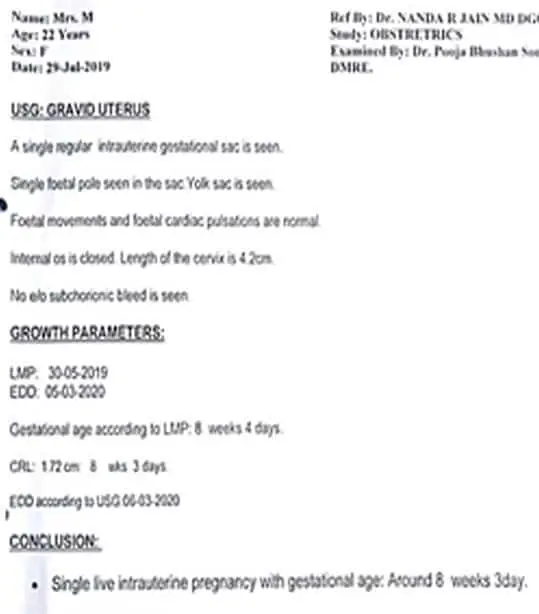 Name: Mrs. M
Age: 22 Years
Sex: F
Date: 29-Jul-2019
Ref By: Dr. NANDA R JAIN MD DGO
Study: OBSTRETRICS
Examined By: Dr. Pooja Bhushan
DMRE.
USG: GRAVID UTERUS
A single regular intrauterine gestational sac is seen.
Single foetal pole seen in the sac Yolk sac is seen.
Foetal movements and foetal cardiac pulsations are normal.
Internal os is closed. Length of the cervix is 4.2cm.
No e/o subchorionic bleed is seen.
GROWTH PARAMETERS:
LMP: 30-05-2019
EDD: 05-03-2020
Gestational age according to LMP: 8 weeks 4 days.
CRL: 1.72 cm 8 wks 3 days.
EDD according to USG 06-03-2020
CONCLUSION:
• Single live intrauterine pregnancy with gestational age: Around 8 weeks 3day.